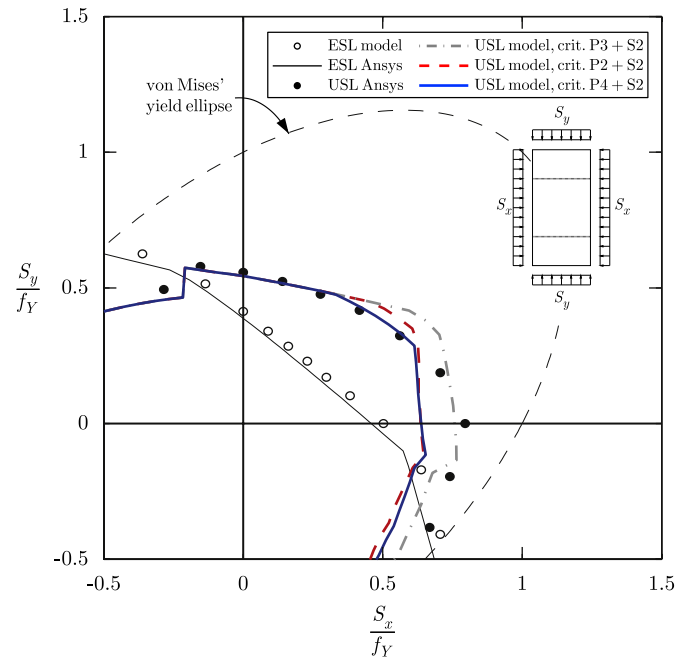 1.5
1
0.5
0
-0.5
S_y
f_Y
ESL model
ESL Ansys
USL Ansys
USL model, crit. P3 + S2
USL model, crit. P2 + S2
USL model, crit. P4 + S2
von Mises'
yield ellipse
S_y
S_x
S_x
S_y
-0.5
0
0.5
1
1.5
S_x
f_Y